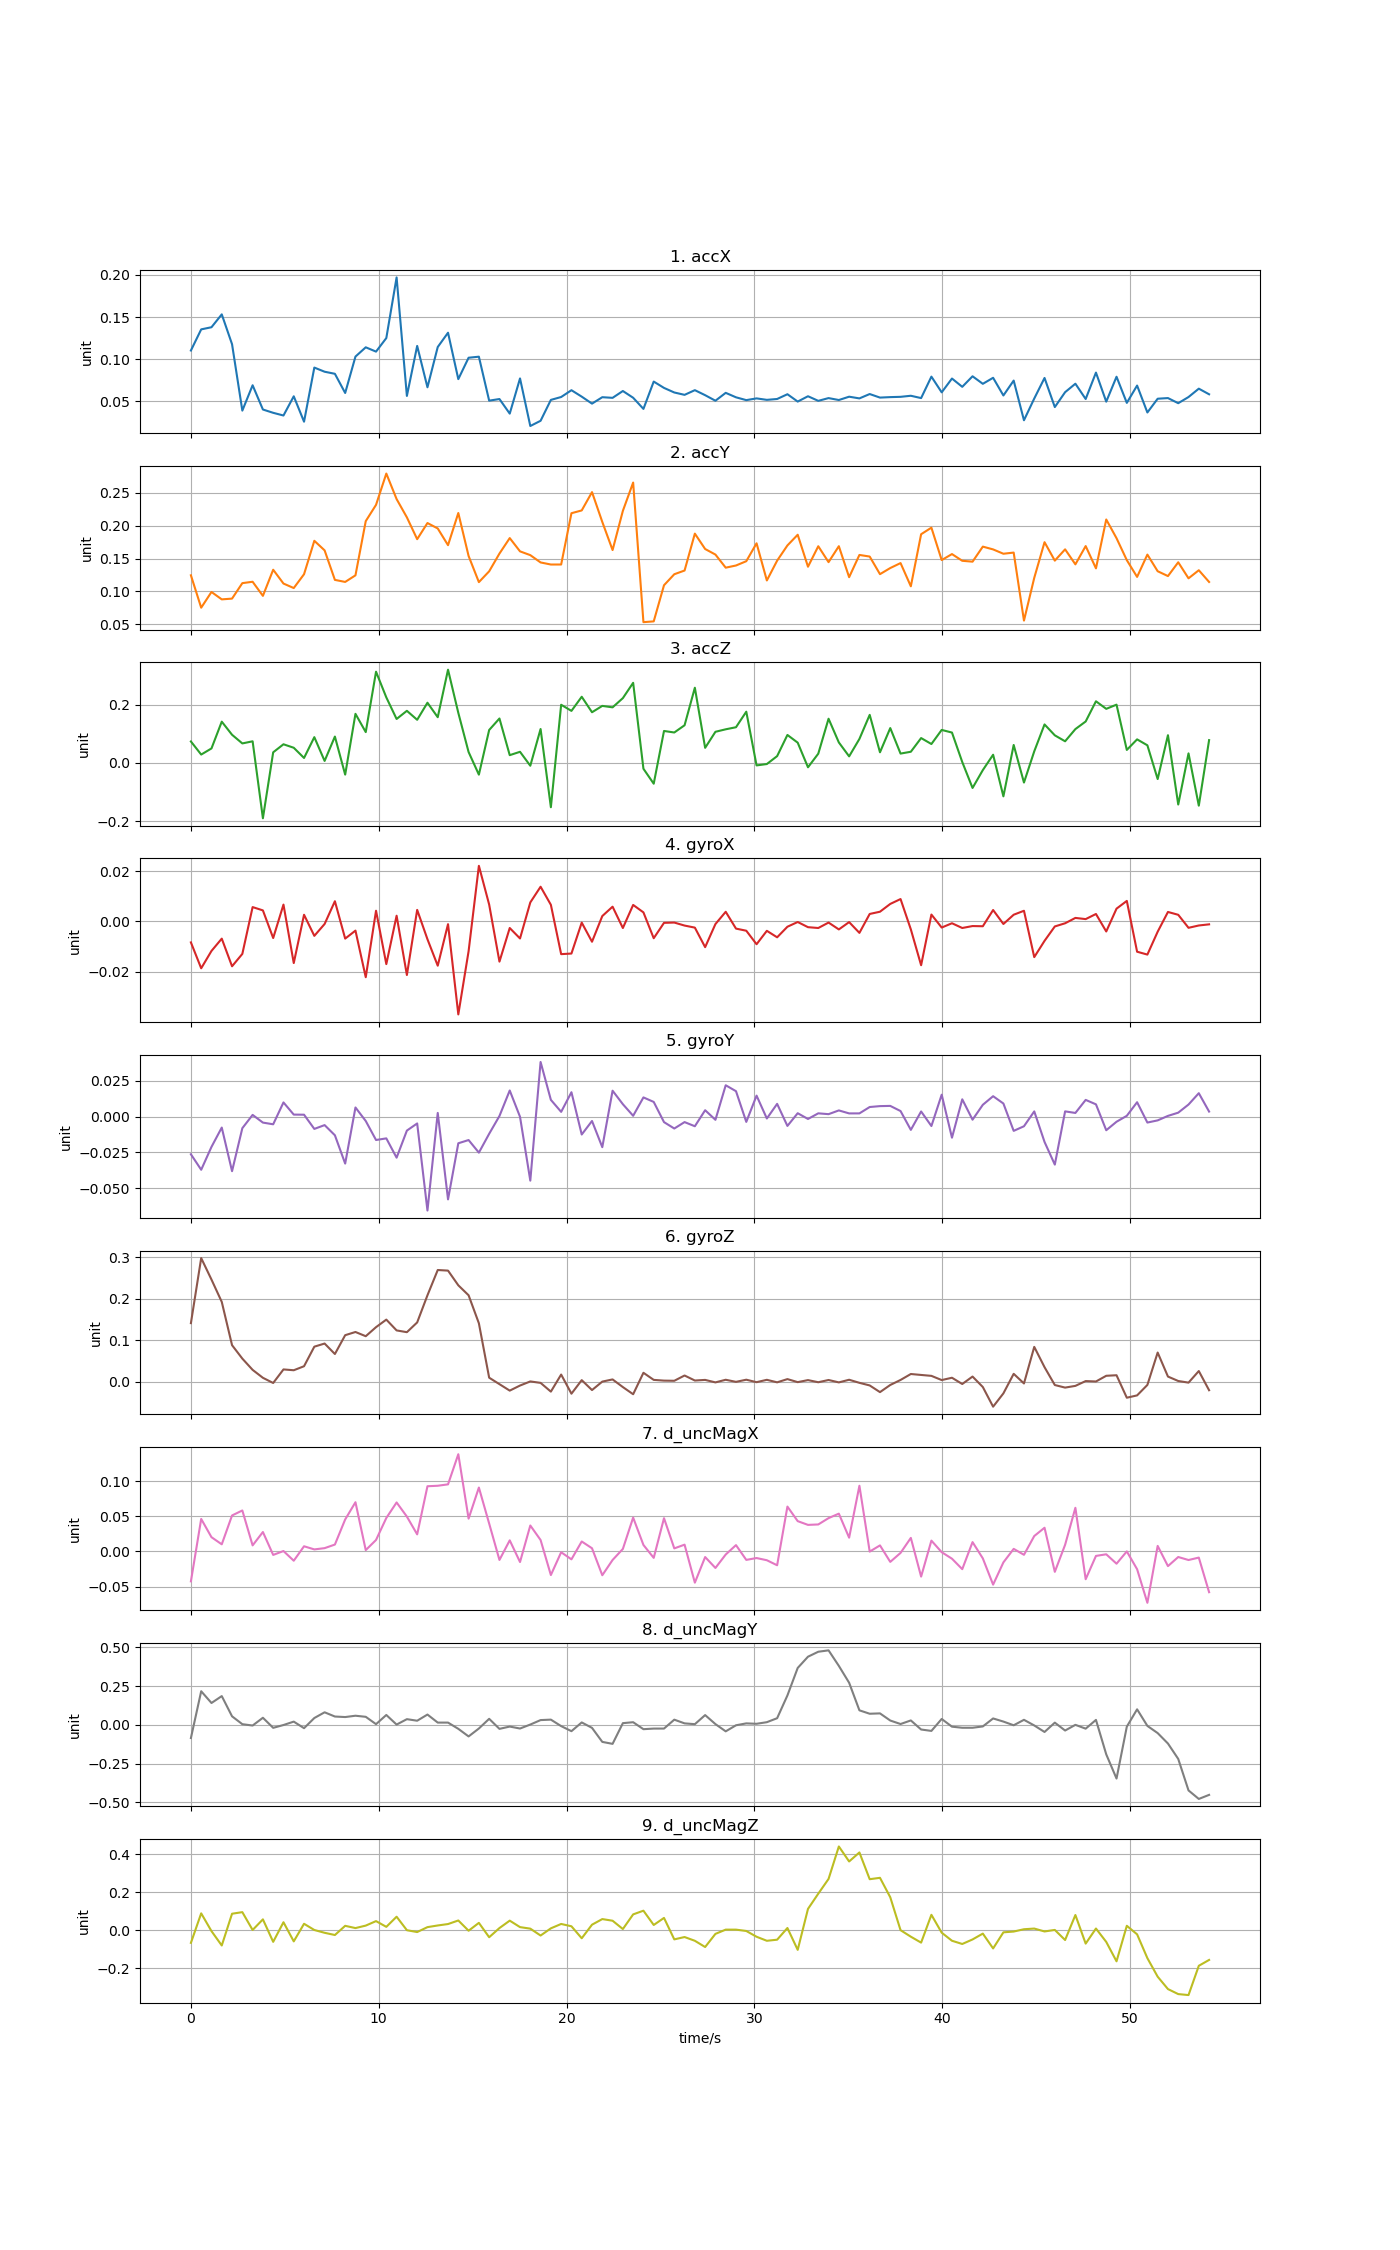 1. accX
0.20
0.15
0.10
0.05
unit
2. accY
0.25
0.20
0.15
0.10
0.05
unit
3. accZ
0.2
0.0
−0.2
unit
4. gyroX
0.02
0.00
−0.02
unit
5. gyroY
0.025
0.000
−0.025
−0.050
unit
6. gyroZ
0.3
0.2
0.1
0.0
unit
7. d_uncMagX
0.10
0.05
0.00
−0.05
unit
8. d_uncMagY
0.50
0.25
0.00
−0.25
−0.50
unit
9. d_uncMagZ
0.4
0.2
0.0
−0.2
unit
0 10 20 30 40 50
time/s